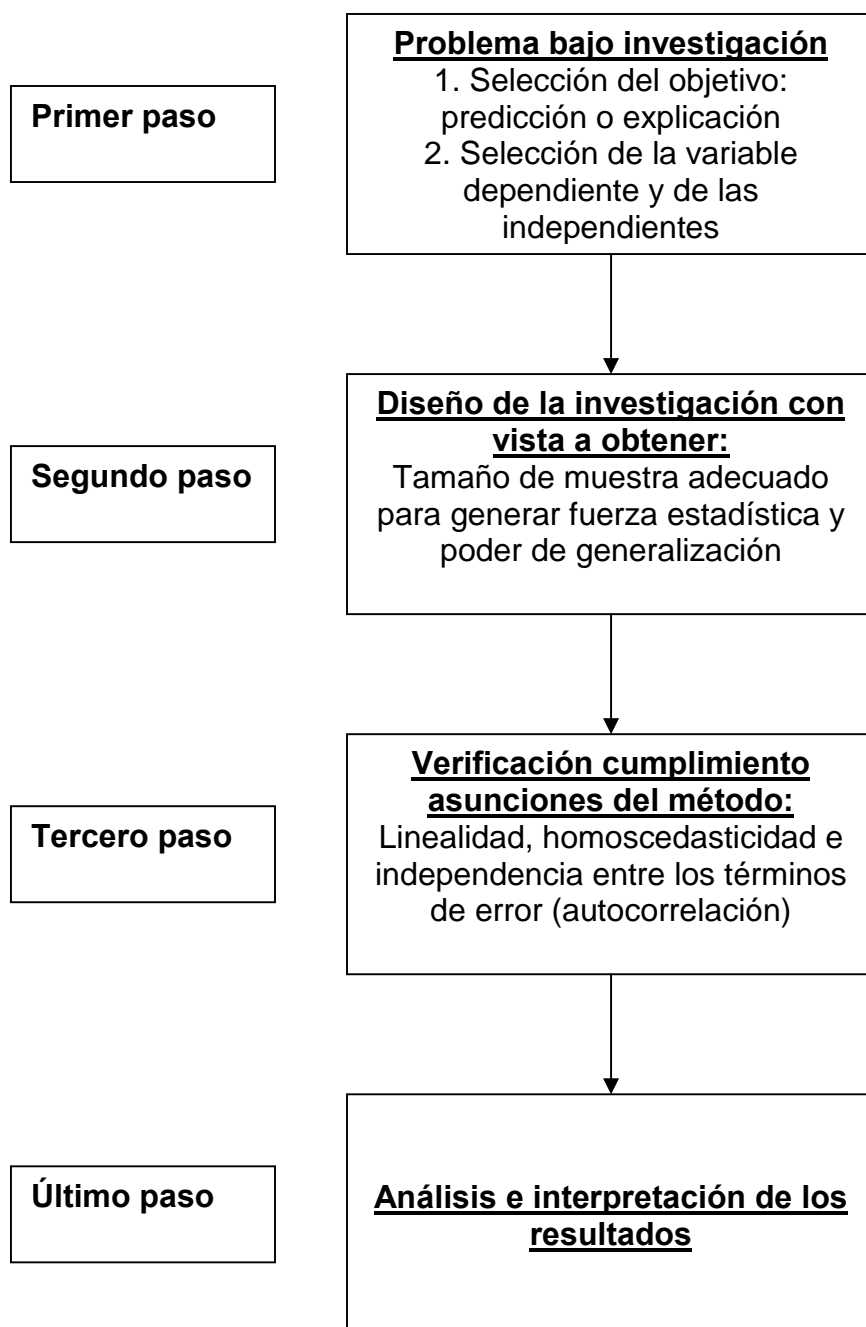 Problema bajo investigación
1. Selección del objetivo:
predicción o explicación
2. Selección de la variable
dependiente y de las
independientes
Primer paso
Diseño de la investigación con
vista a obtener:
Tamaño de muestra adecuado
para generar fuerza estadística y
poder de generalización
Segundo paso
Verificación cumplimiento
asunciones del método:
Linealidad, homoscedasticidad e
independencia entre los términos
de error (autocorrelación)
Tercero paso
Análisis e interpretación de los
resultados
Último paso